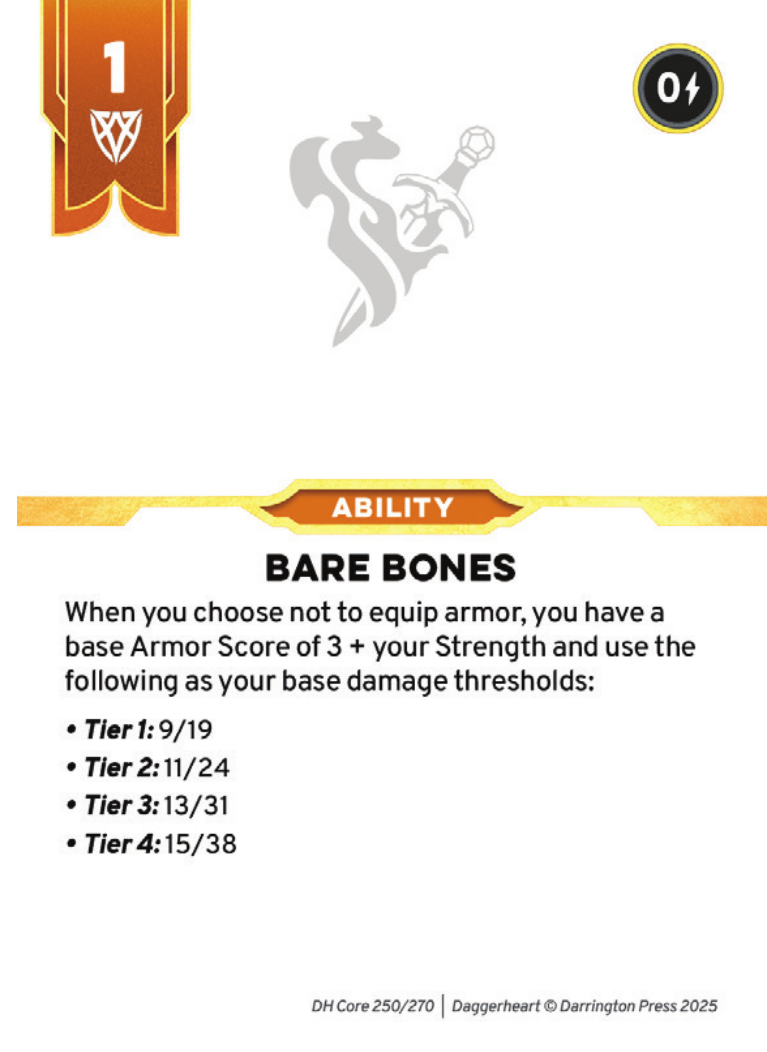 1
0
ABILITY
BARE BONES
When you choose not to equip armor, you have a
base Armor Score of 3 + your Strength and use the
following as your base damage thresholds:
• Tier 1: 9/19
• Tier 2: 11/24
• Tier 3: 13/31
• Tier 4: 15/38
DH Core 250/270 | Daggerheart © Darrington Press 2025